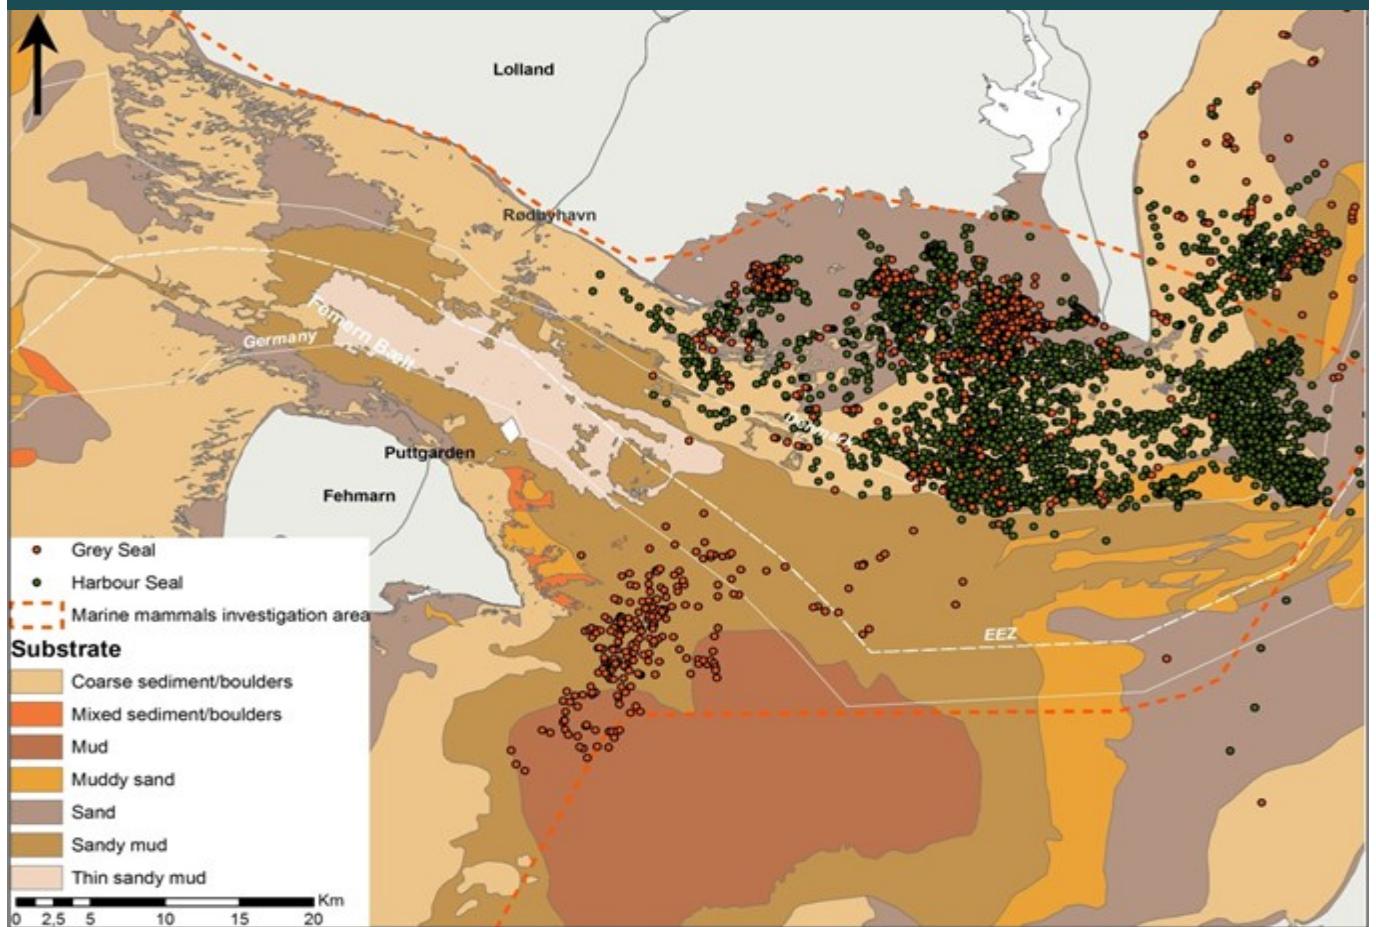 Lolland
Rødbyhavn
Femern Bælt
Germany
Denmark
Puttgarden
Fehmarn
EEZ
Grey Seal
Harbour Seal
Marine mammals investigation area
Substrate
Coarse sediment/boulders
Mixed sediment/boulders
Mud
Muddy sand
Sand
Sandy mud
Thin sandy mud
Km
0 2,5 5 10 15 20